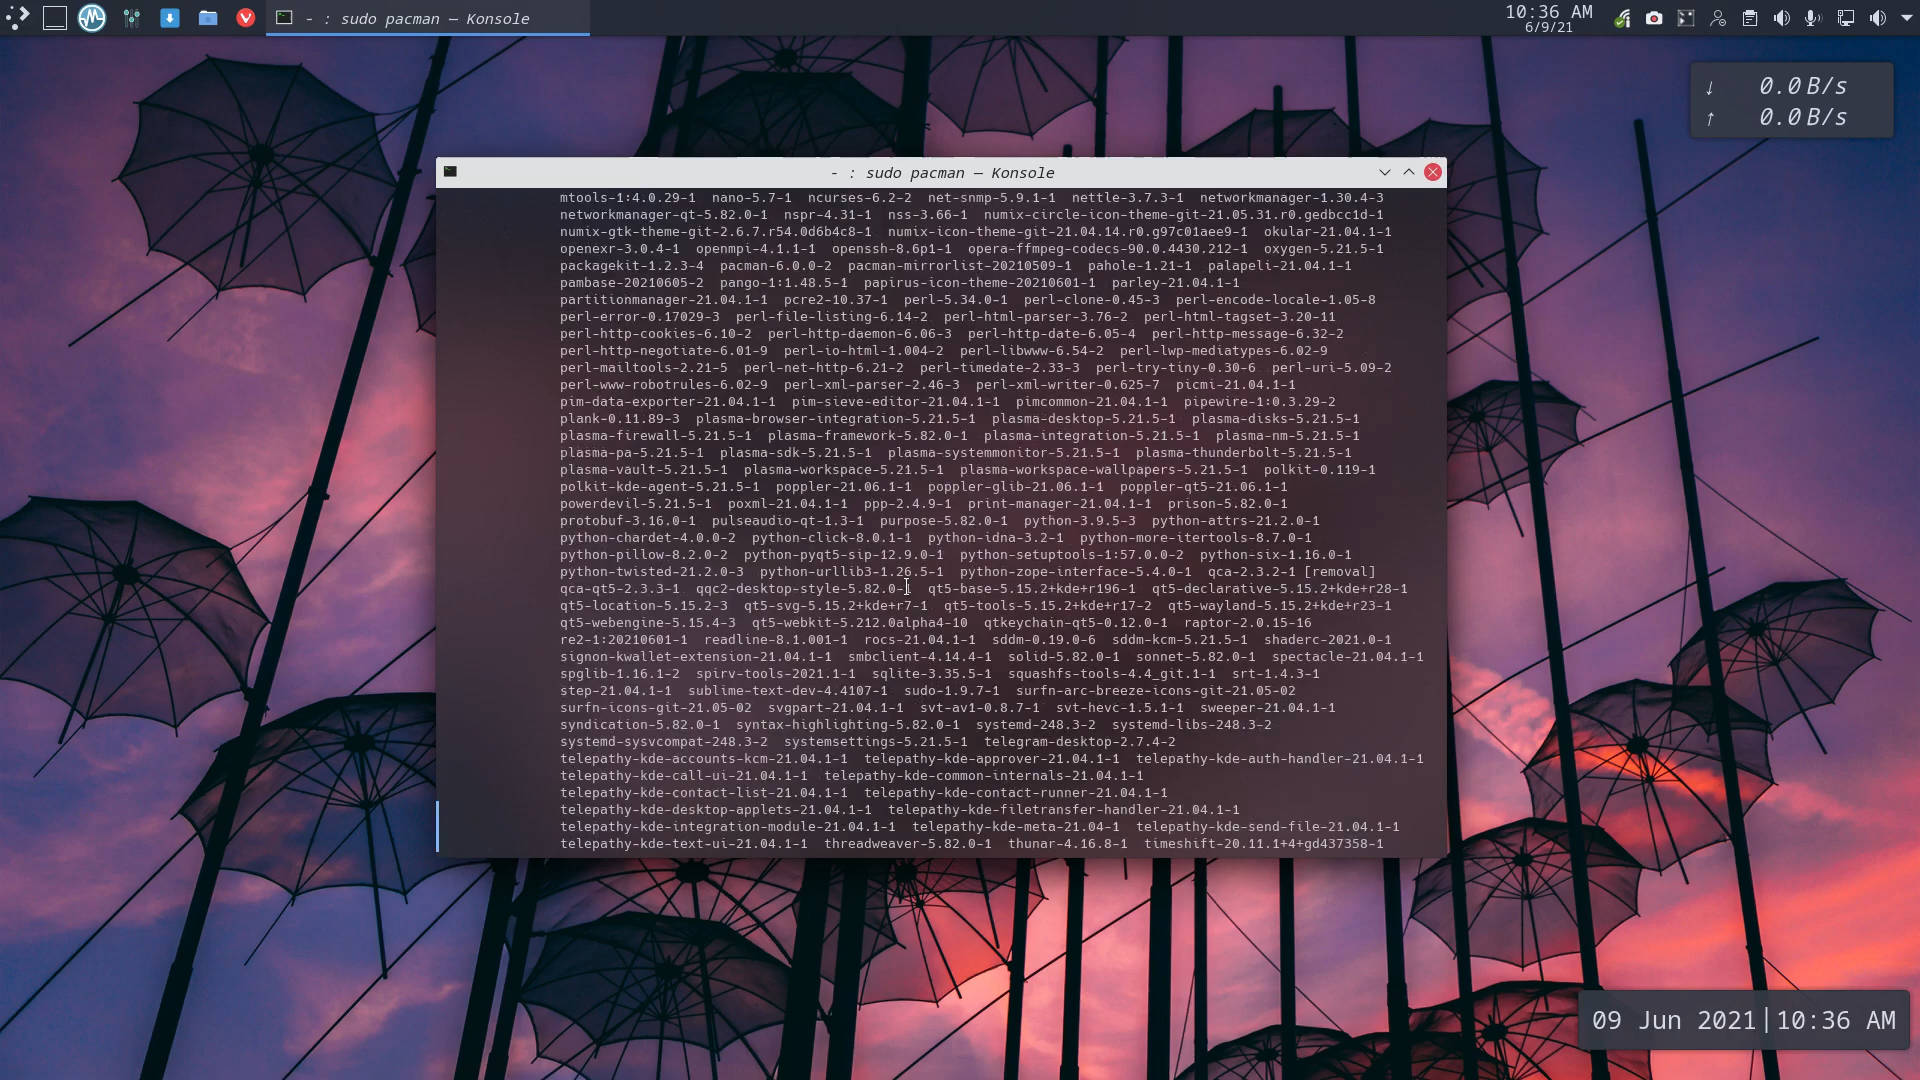 - : sudo pacman — Konsole
10:36 AM
6/9/21
↓ 0.0 B/s
↑ 0.0 B/s
- : sudo pacman — Konsole
mtools-1:4.0.29-1 nano-5.7-1 ncurses-6.2-2 net-snmp-5.9.1-1 nettle-3.7.3-1 networkmanager-1.30.4-3
networkmanager-qt-5.82.0-1 nspr-4.31-1 nss-3.66-1 numix-circle-icon-theme-git-21.05.31.r0.gedbcc1d-1
numix-gtk-theme-git-2.6.7.r54.0d6b4c8-1 numix-icon-theme-git-21.04.14.r0.g97c01aee9-1 okular-21.04.1-1
openexr-3.0.4-1 openmpi-4.1.1-1 openssh-8.6p1-1 opera-ffmpeg-codecs-90.0.4430.212-1 oxygen-5.21.5-1
packagekit-1.2.3-4 pacman-6.0.0-2 pacman-mirrorlist-20210509-1 pahole-1.21-1 palapeli-21.04.1-1
pambase-20210605-2 pango-1:1.48.5-1 papirus-icon-theme-20210601-1 parley-21.04.1-1
partitionmanager-21.04.1-1 pcre2-10.37-1 perl-5.34.0-1 perl-clone-0.45-3 perl-encode-locale-1.05-8
perl-error-0.17029-3 perl-file-listing-6.14-2 perl-html-parser-3.76-2 perl-html-tagset-3.20-11
perl-http-cookies-6.10-2 perl-http-daemon-6.06-3 perl-http-date-6.05-4 perl-http-message-6.32-2
perl-http-negotiate-6.01-9 perl-io-html-1.004-2 perl-libwww-6.54-2 perl-lwp-mediatypes-6.02-9
perl-mailtools-2.21-5 perl-net-http-6.21-2 perl-timedate-2.33-3 perl-try-tiny-0.30-6 perl-uri-5.09-2
perl-www-robotrules-6.02-9 perl-xml-parser-2.46-3 perl-xml-writer-0.625-7 picmi-21.04.1-1
pim-data-exporter-21.04.1-1 pim-sieve-editor-21.04.1-1 pimcommon-21.04.1-1 pipewire-1:0.3.29-2
plank-0.11.89-3 plasma-browser-integration-5.21.5-1 plasma-desktop-5.21.5-1 plasma-disks-5.21.5-1
plasma-firewall-5.21.5-1 plasma-framework-5.82.0-1 plasma-integration-5.21.5-1 plasma-nm-5.21.5-1
plasma-pa-5.21.5-1 plasma-sdk-5.21.5-1 plasma-systemmonitor-5.21.5-1 plasma-thunderbolt-5.21.5-1
plasma-vault-5.21.5-1 plasma-workspace-5.21.5-1 plasma-workspace-wallpapers-5.21.5-1 polkit-0.119-1
polkit-kde-agent-5.21.5-1 poppler-21.06.1-1 poppler-glib-21.06.1-1 poppler-qt5-21.06.1-1
powerdevil-5.21.5-1 poxml-21.04.1-1 ppp-2.4.9-1 print-manager-21.04.1-1 prison-5.82.0-1
protobuf-3.16.0-1 pulseaudio-qt-1.3-1 purpose-5.82.0-1 python-3.9.5-3 python-attrs-21.2.0-1
python-chardet-4.0.0-2 python-click-8.0.1-1 python-idna-3.2-1 python-more-itertools-8.7.0-1
python-pillow-8.2.0-2 python-pyqt5-sip-12.9.0-1 python-setuptools-1:57.0.0-2 python-six-1.16.0-1
python-twisted-21.2.0-3 python-urllib3-1.26.5-1 python-zope-interface-5.4.0-1 qca-2.3.2-1 [removal]
qca-qt5-2.3.3-1 qqc2-desktop-style-5.82.0-1 qt5-base-5.15.2+kde+r196-1 qt5-declarative-5.15.2+kde+r28-1
qt5-location-5.15.2-3 qt5-svg-5.15.2+kde+r7-1 qt5-tools-5.15.2+kde+r17-2 qt5-wayland-5.15.2+kde+r23-1
qt5-webengine-5.15.4-3 qt5-webkit-5.212.0alpha4-10 qtkeychain-qt5-0.12.0-1 raptor-2.0.15-16
re2-1:20210601-1 readline-8.1.001-1 rocs-21.04.1-1 sddm-0.19.0-6 sddm-kcm-5.21.5-1 shaderc-2021.0-1
signon-kwallet-extension-21.04.1-1 smbclient-4.14.4-1 solid-5.82.0-1 sonnet-5.82.0-1 spectacle-21.04.1-1
spglib-1.16.1-2 spirv-tools-2021.1-1 sqlite-3.35.5-1 squashfs-tools-4.4_git.1-1 srt-1.4.3-1
step-21.04.1-1 sublime-text-dev-4.4107-1 sudo-1.9.7-1 surfn-arc-breeze-icons-git-21.05-02
surfn-icons-git-21.05-02 svgpart-21.04.1-1 svt-av1-0.8.7-1 svt-hevc-1.5.1-1 sweeper-21.04.1-1
syndication-5.82.0-1 syntax-highlighting-5.82.0-1 systemd-248.3-2 systemd-libs-248.3-2
systemd-sysvcompat-248.3-2 systemsettings-5.21.5-1 telegram-desktop-2.7.4-2
telepathy-kde-accounts-kcm-21.04.1-1 telepathy-kde-approver-21.04.1-1 telepathy-kde-auth-handler-21.04.1-1
telepathy-kde-call-ui-21.04.1-1 telepathy-kde-common-internals-21.04.1-1
telepathy-kde-contact-list-21.04.1-1 telepathy-kde-contact-runner-21.04.1-1
telepathy-kde-desktop-applets-21.04.1-1 telepathy-kde-filetransfer-handler-21.04.1-1
telepathy-kde-integration-module-21.04.1-1 telepathy-kde-meta-21.04-1 telepathy-kde-send-file-21.04.1-1
telepathy-kde-text-ui-21.04.1-1 threadweaver-5.82.0-1 thunar-4.16.8-1 timeshift-20.11.1+4+gd437358-1
09 Jun 2021|10:36 AM